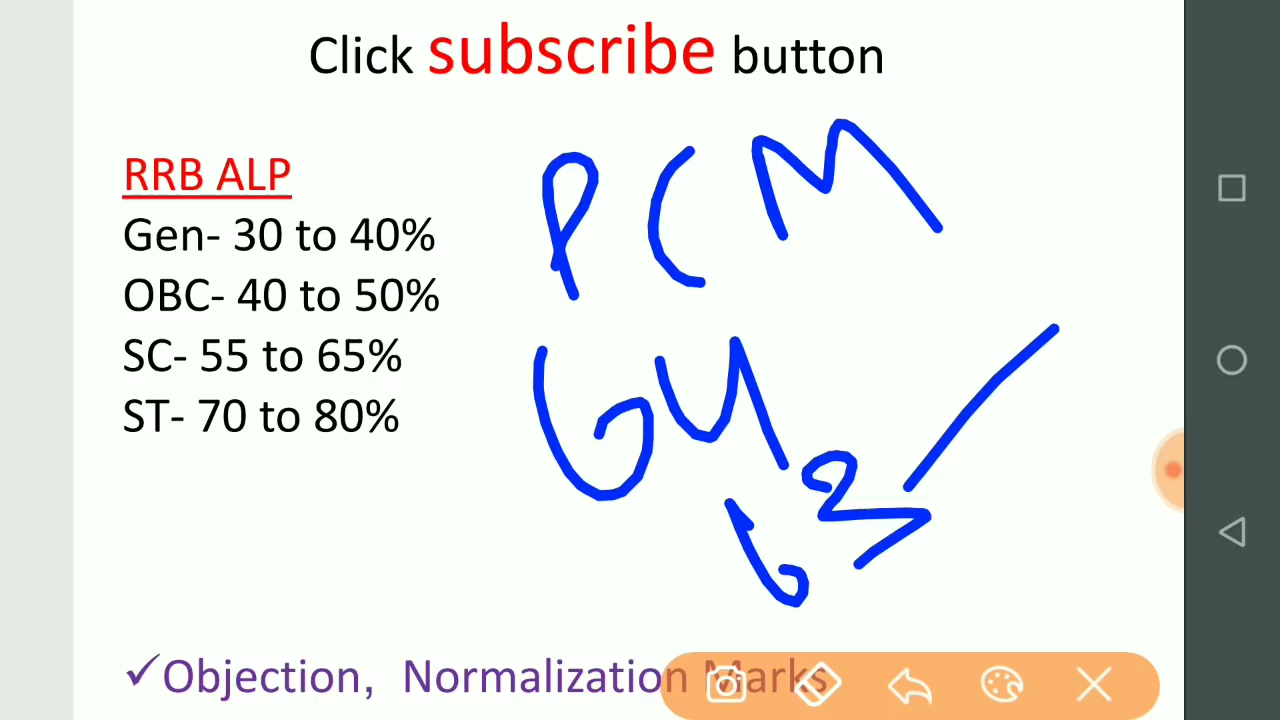 Click subscribe button
RRB ALP
Gen- 30 to 40%
OBC- 40 to 50%
SC- 55 to 65%
ST- 70 to 80%
PCM
64
✓Objection, Normalization Marks